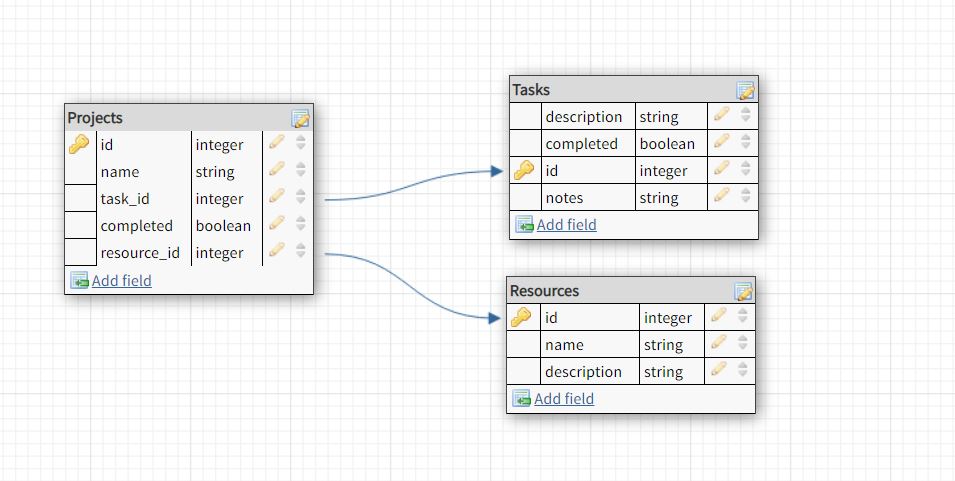 Projects
id integer
name string
task_id integer
completed boolean
resource_id integer
Add field
Tasks
description string
completed boolean
id integer
notes string
Add field
Resources
id integer
name string
description string
Add field